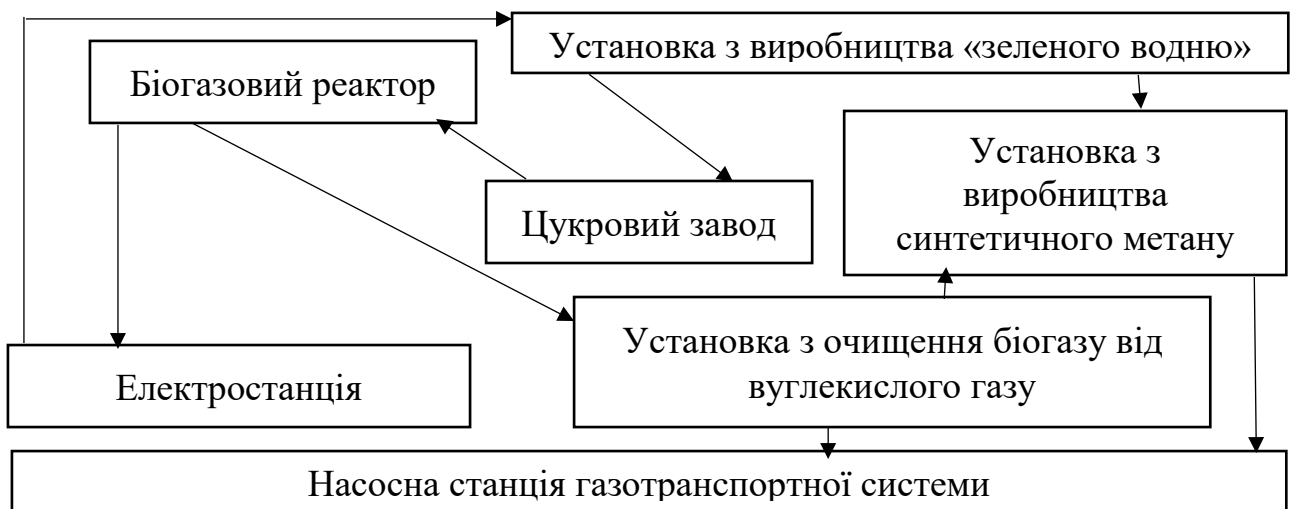 Установка з виробництва «зеленого водню»
Біогазовий реактор
Установка з
виробництва
синтетичного метану
Цукровий завод
Установка з очищення біогазу від
вуглекислого газу
Електростанція
Насосна станція газотранспортної системи